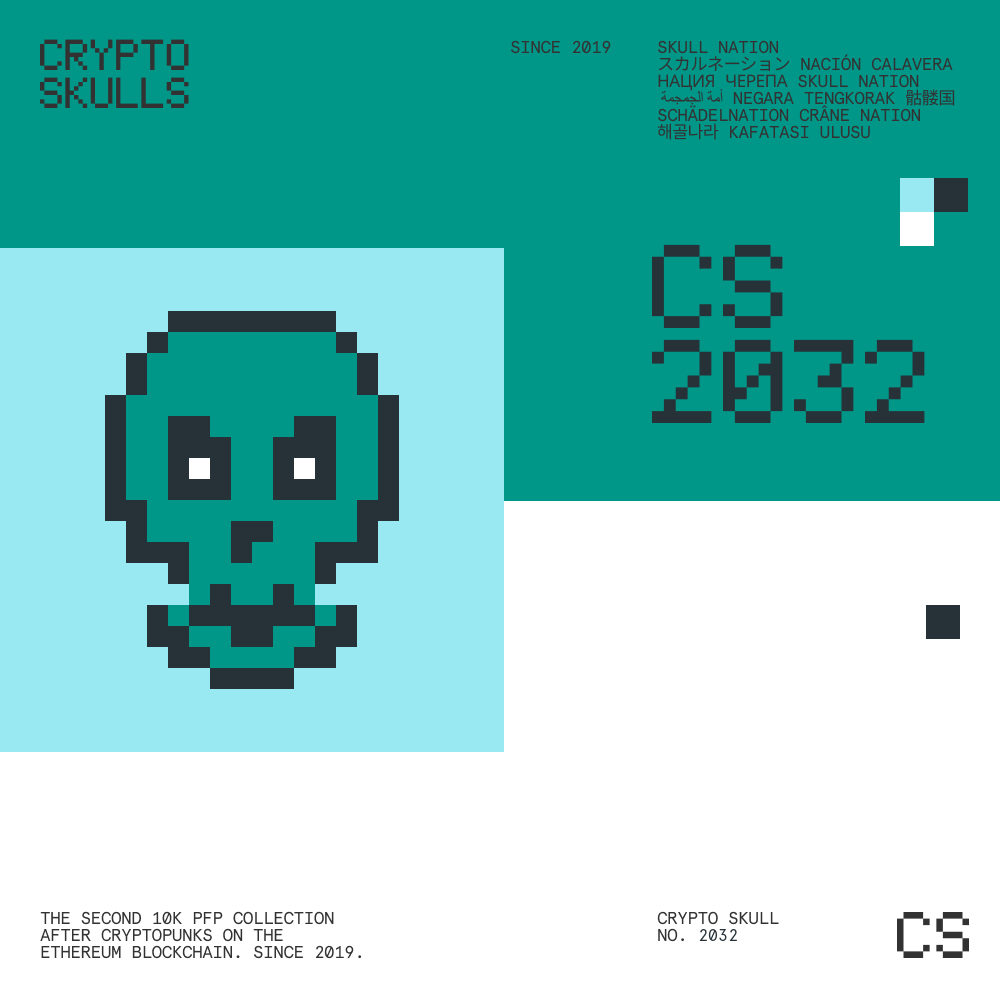 CRYPTO
SKULLS
SINCE 2019
SKULL NATION
スカルネーション NACIÓN CALAVERA
НАЦИЯ ЧЕРЕПА SKULL NATION
أمة الجمجمة NEGARA TENGKORAK 骷髅国
SCHÄDELNATION CRÂNE NATION
해골나라 KAFATASI ULUSU
CS
2032
THE SECOND 10K PFP COLLECTION
AFTER CRYPTOPUNKS ON THE
ETHEREUM BLOCKCHAIN. SINCE 2019.
CRYPTO SKULL
NO. 2032
CS